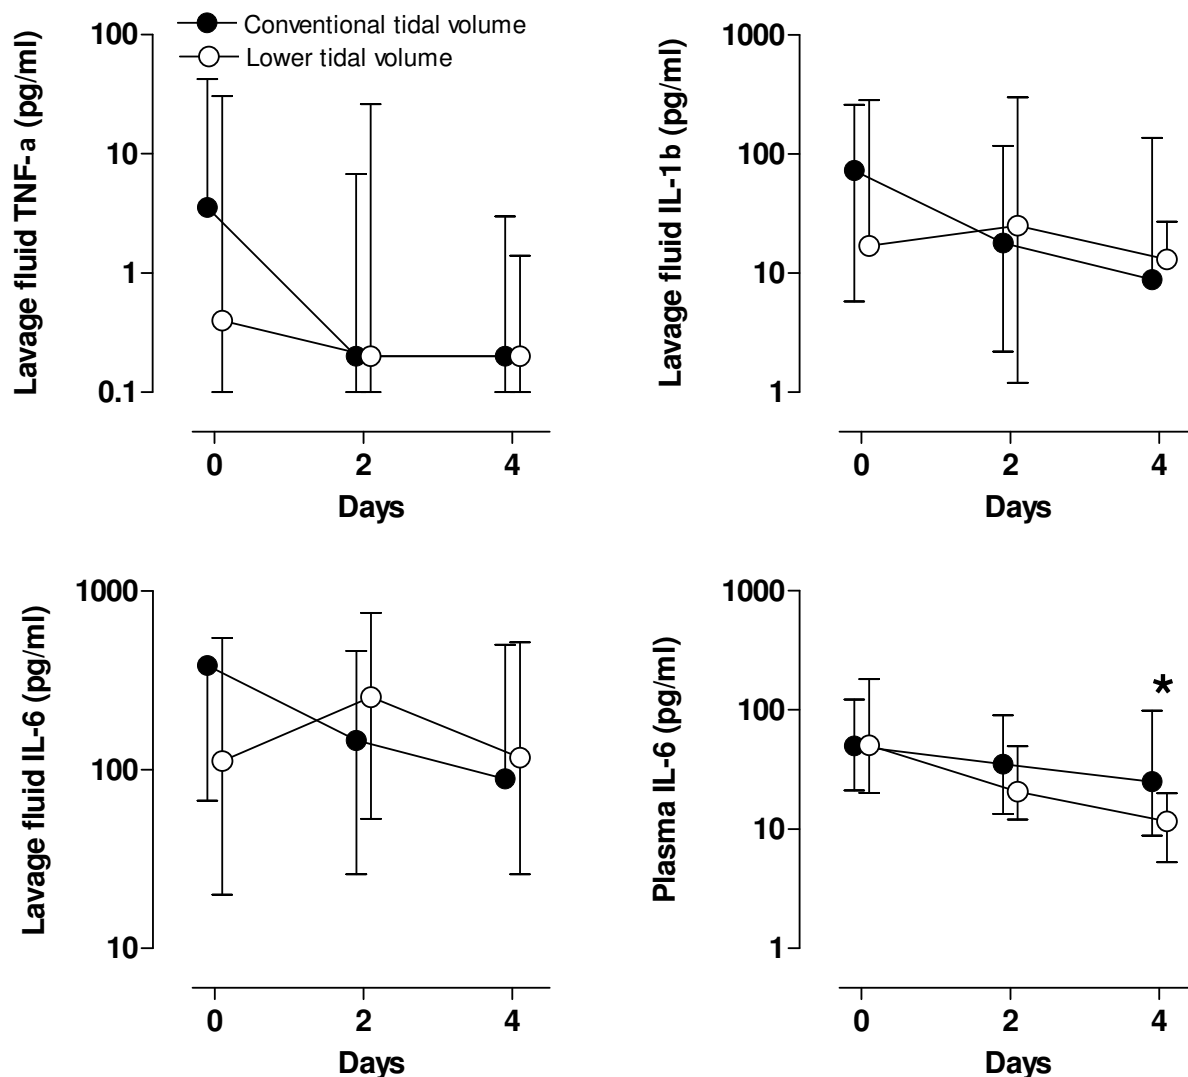 Conventional tidal volume
Lower tidal volume
Lavage fluid TNF-a (pg/ml)
100
10
1
0.1
0 2 4
Days
Lavage fluid IL-1b (pg/ml)
1000
100
10
1
0 2 4
Days
Lavage fluid IL-6 (pg/ml)
1000
100
10
0 2 4
Days
Plasma IL-6 (pg/ml)
1000
100
10
1
*
0 2 4
Days